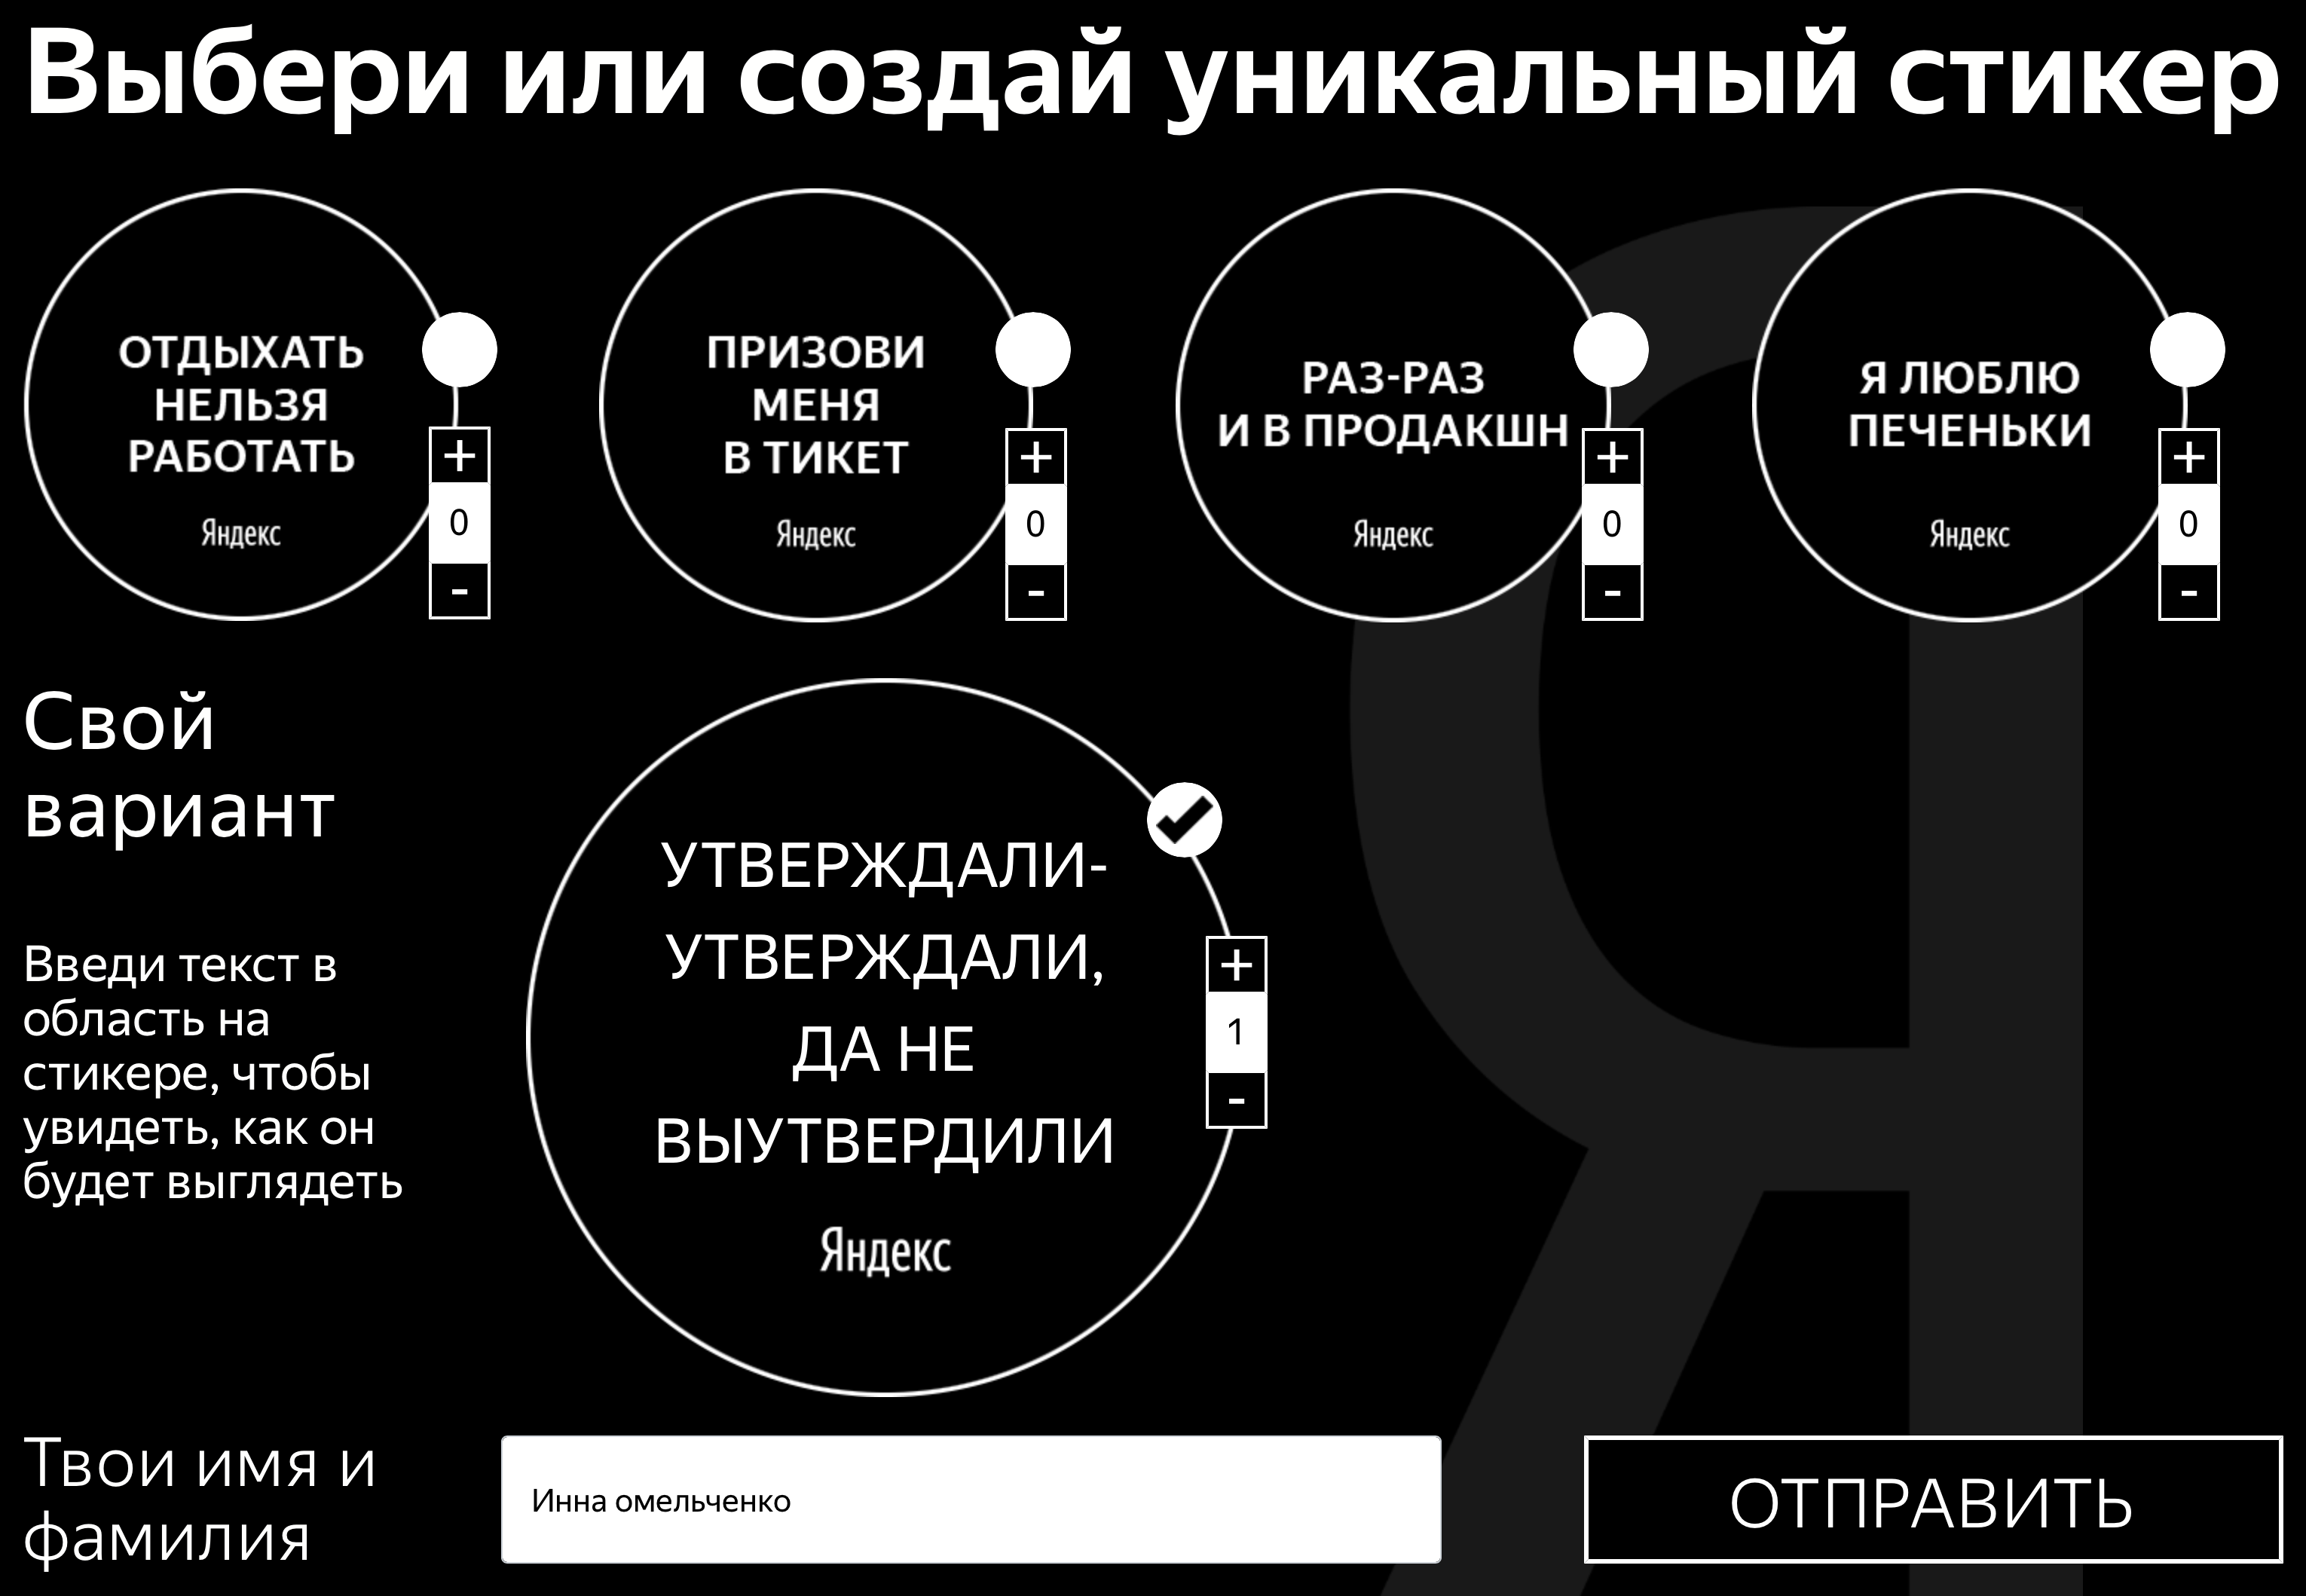 Выбери или создай уникальный стикер
ОТДЫХАТЬ
НЕЛЬЗЯ
РАБОТАТЬ
Яндекс
+
0
-
ПРИЗОВИ
МЕНЯ
В ТИКЕТ
Яндекс
+
0
-
РАЗ-РАЗ
И В ПРОДАКШН
Яндекс
+
0
-
Я ЛЮБЛЮ
ПЕЧЕНЬКИ
Яндекс
+
0
-
Свой
вариант
Введи текст в
область на
стикере, чтобы
увидеть, как он
будет выглядеть
УТВЕРЖДАЛИ-
УТВЕРЖДАЛИ,
ДА НЕ
ВЫУТВЕРДИЛИ
Яндекс
+
1
-
Я
Твои имя и
фамилия
Инна омельченко
ОТПРАВИТЬ